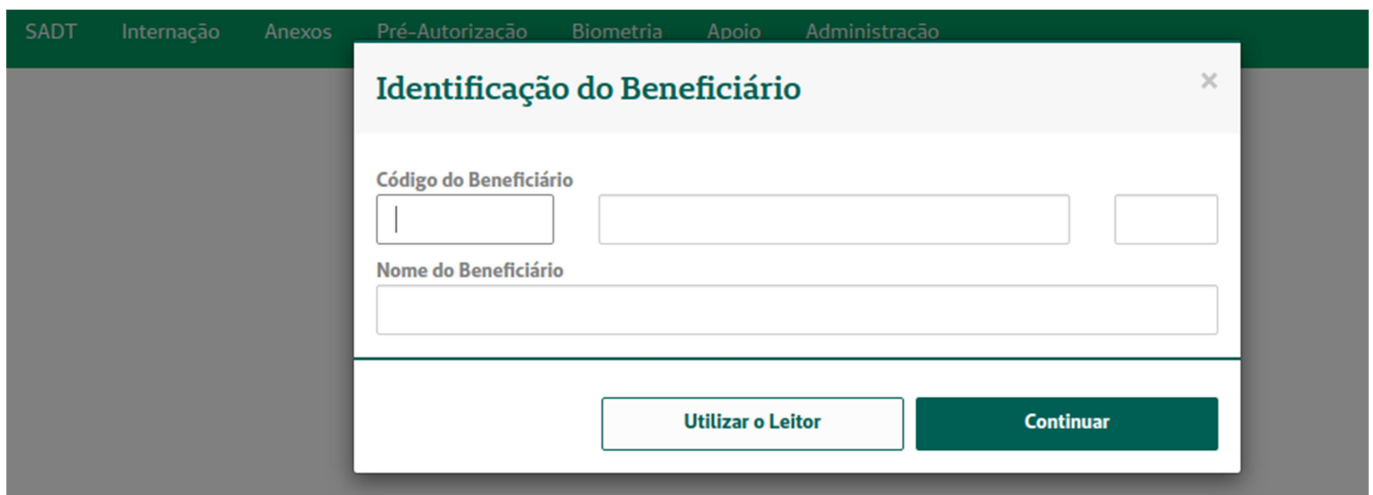 SADT Internação Anexos Pré-Autorização Biometria Apoio Administração
Identificação do Beneficiário ×
Código do Beneficiário
Nome do Beneficiário
Utilizar o Leitor Continuar